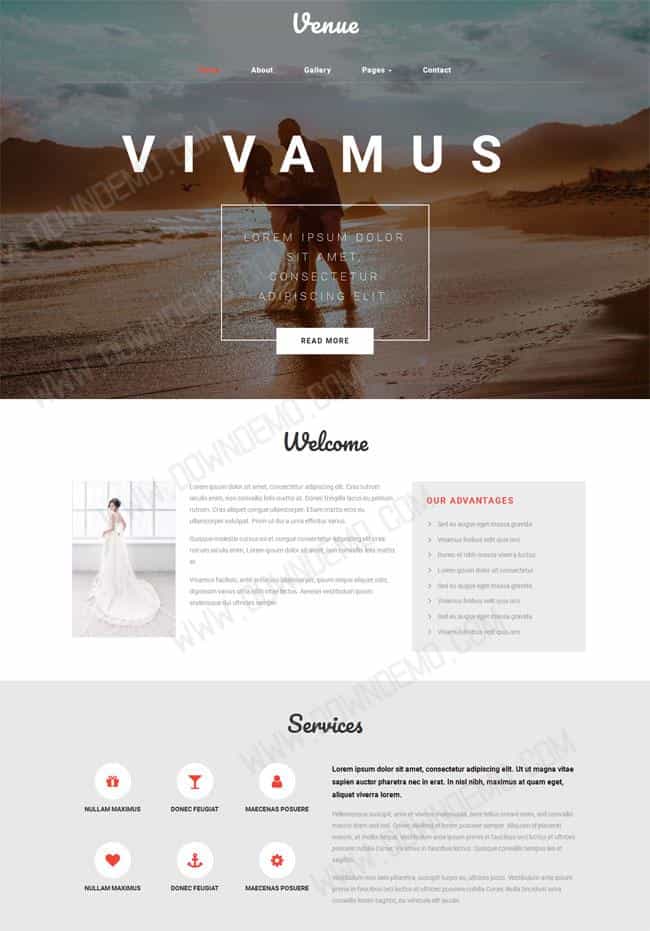 Venue
Home About Gallery Pages Contact
VIVAMUS
LOREM IPSUM DOLOR
SIT AMET,
CONSECTETUR
ADIPISCING ELIT
READ MORE
WWW.DOWNDEMO.COM
Welcome
Lorem ipsum dolor sit amet, consectetur adipiscing elit. Cras rutrum
iaculis enim, non convallis felis mattis at. Donec fringilla lacus eu pretium
rutrum. Cras aliquet congue ullamcorper. Etiam mattis eros eu
ullamcorper volutpat. Proin ut dui a urna efficitur varius.
Quisque molestie cursus mi et congue consectetur adipiscing elit cras
rutrum iaculis enim, Lorem ipsum dolor sit amet, non convallis felis mattis
at.
Vivamus facilisis, ante ipsum, ipsum neque aliquet odio,
dignissim varius sit a nibh vitae lectus. Aenean vestibulum ipsum
scelerisque dui ultricies semper.
OUR ADVANTAGES
Sed eu augue eget massa gravida
Vivamus finibus velit quis orci
Donec et nibh massa viverra luctus
Lorem ipsum dolor sit consectetur
Sed eu augue eget massa gravida
Vivamus finibus velit quis orci
Sed eu augue eget massa gravida
Vivamus finibus velit quis orci
Services
NULLAM MAXIMUS DONEC FEUGIAT MAECENAS POSUERE
NULLAM MAXIMUS DONEC FEUGIAT MAECENAS POSUERE
Lorem ipsum dolor sit amet, consectetur adipiscing elit. Ut ut magna vitae
sapien auctor pharetra nec in erat. In nisl nibh, maximus at quam eget,
aliquet viverra lorem.